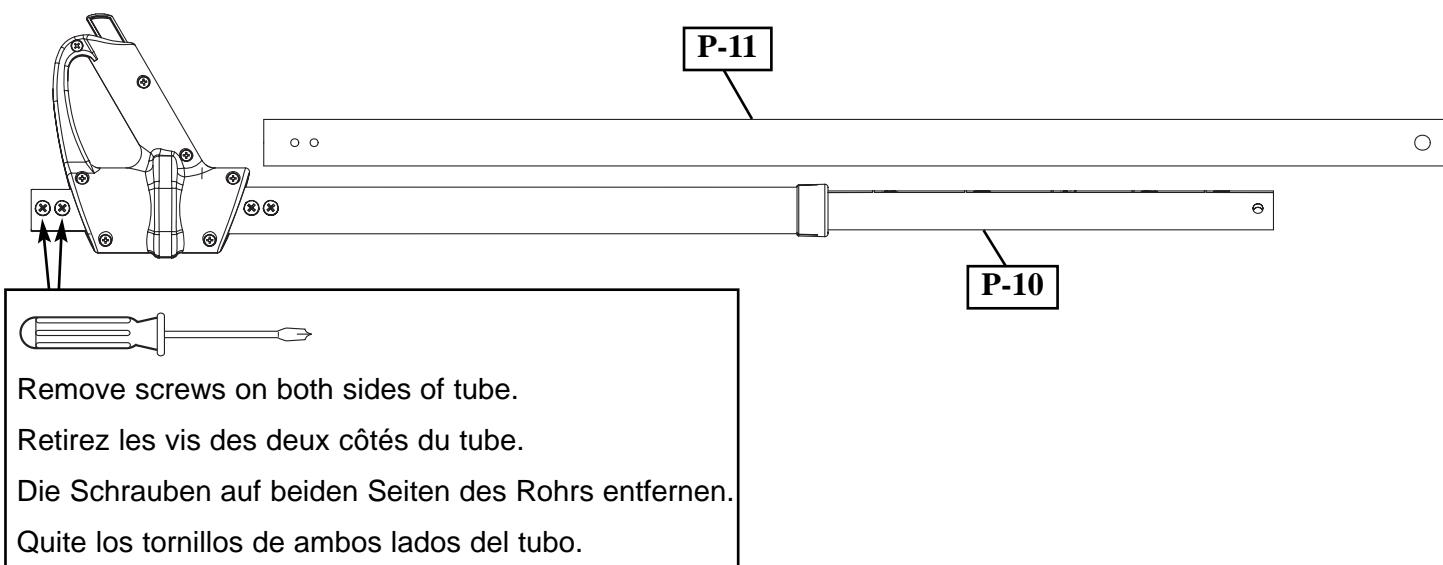 P-11
P-10
Remove screws on both sides of tube.
Retirez les vis des deux côtés du tube.
Die Schrauben auf beiden Seiten des Rohrs entfernen.
Quite los tornillos de ambos lados del tubo.